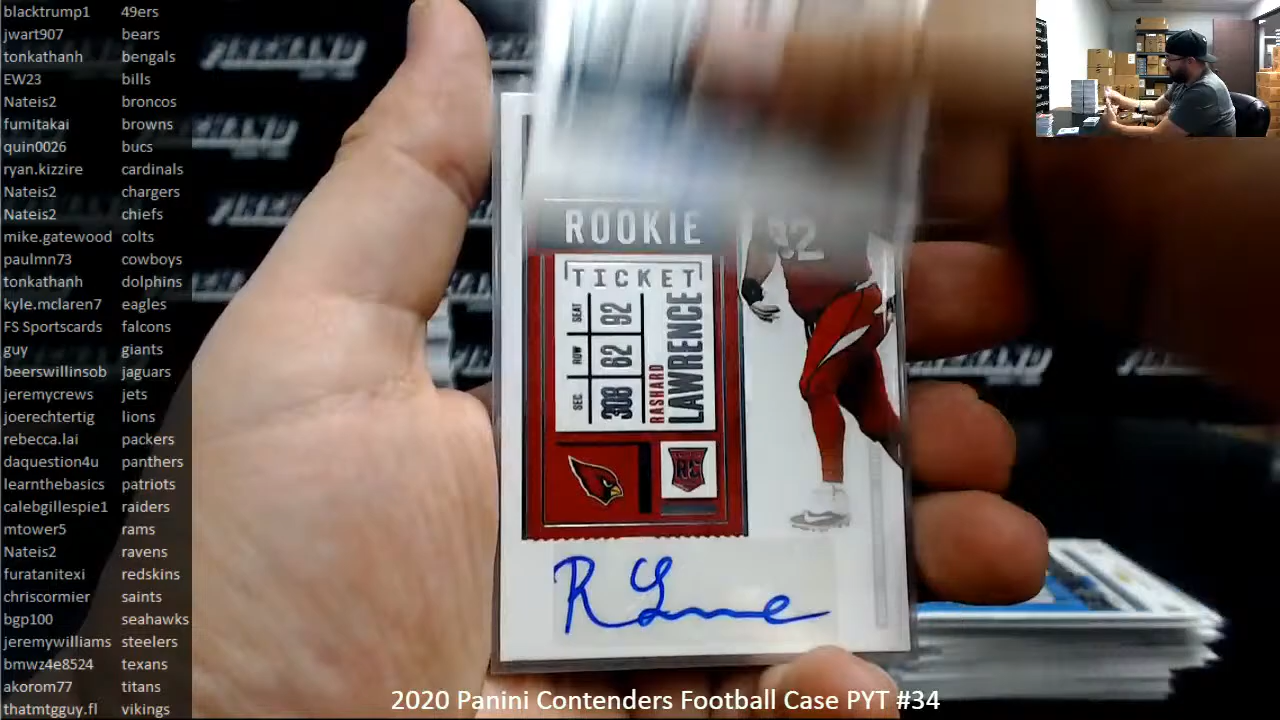 blacktrump1 49ers
jwart907 bears
tonkathanh bengals
EW23 bills
Nateis2 broncos
fumitakai browns
quin0026 bucs
ryan.kizzire cardinals
Nateis2 chargers
Nateis2 chiefs
mike.gatewood colts
paulmn73 cowboys
tonkathanh dolphins
kyle.mclaren7 eagles
FS Sportscards falcons
guy giants
beerswillinsob jaguars
jeremycrews jets
joerechtertig lions
rebecca.lai packers
daquestion4u panthers
learnthebasics patriots
calebgillespie1 raiders
mtower5 rams
Nateis2 ravens
furatanitexi redskins
chriscormier saints
bgp100 seahawks
jeremywilliams steelers
bmwz4e8524 texans
akorom77 titans
thatmtgguy.fl vikings
92
ROOKIE
TICKET
SEC ROW SEAT
308 62 92
RASHARD
LAWRENCE
R Lawrence
2020 Panini Contenders Football Case PYT #34